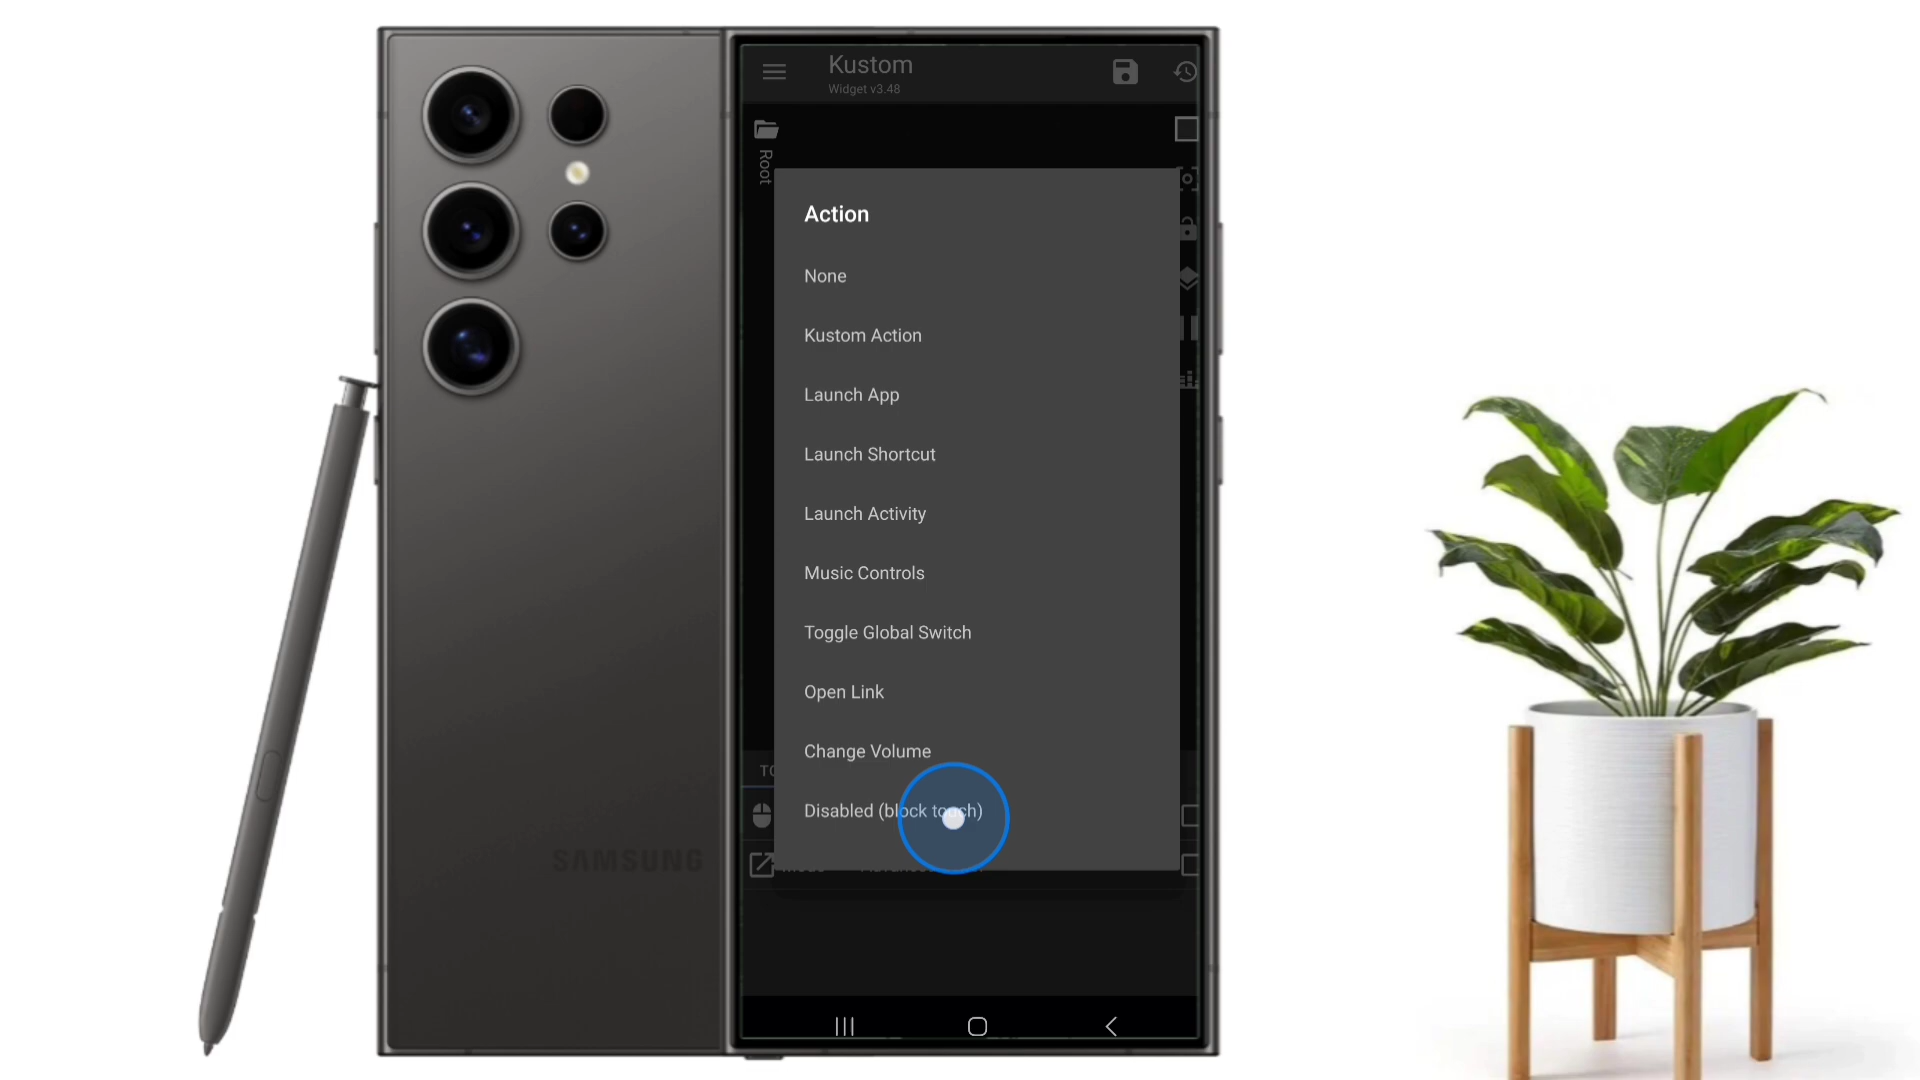 Kustom
Widget v3.48
Root
Action
None
Kustom Action
Launch App
Launch Shortcut
Launch Activity
Music Controls
Toggle Global Switch
Open Link
Change Volume
Disabled (block touch)
SAMSUNG